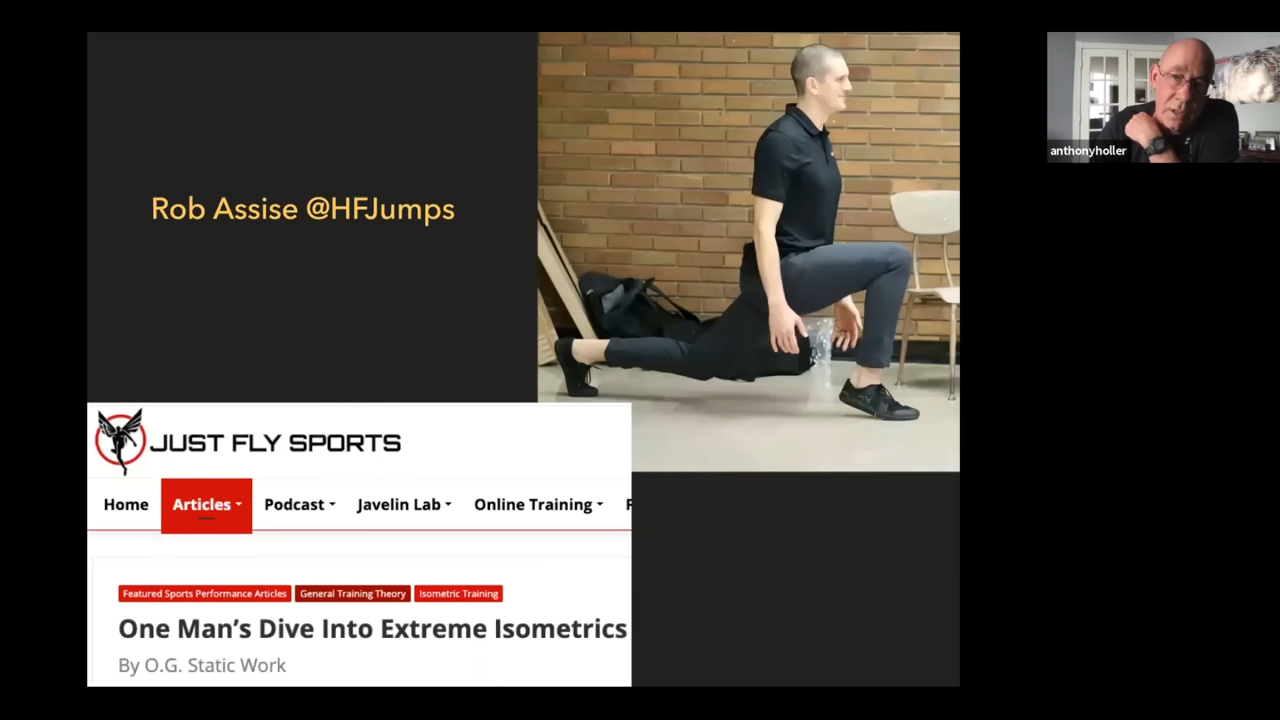 Rob Assise @HFJumps
anthonyholler
JUST FLY SPORTS
Home Articles Podcast Javelin Lab Online Training
Featured Sports Performance Articles General Training Theory Isometric Training
One Man's Dive Into Extreme Isometrics
By O.G. Static Work